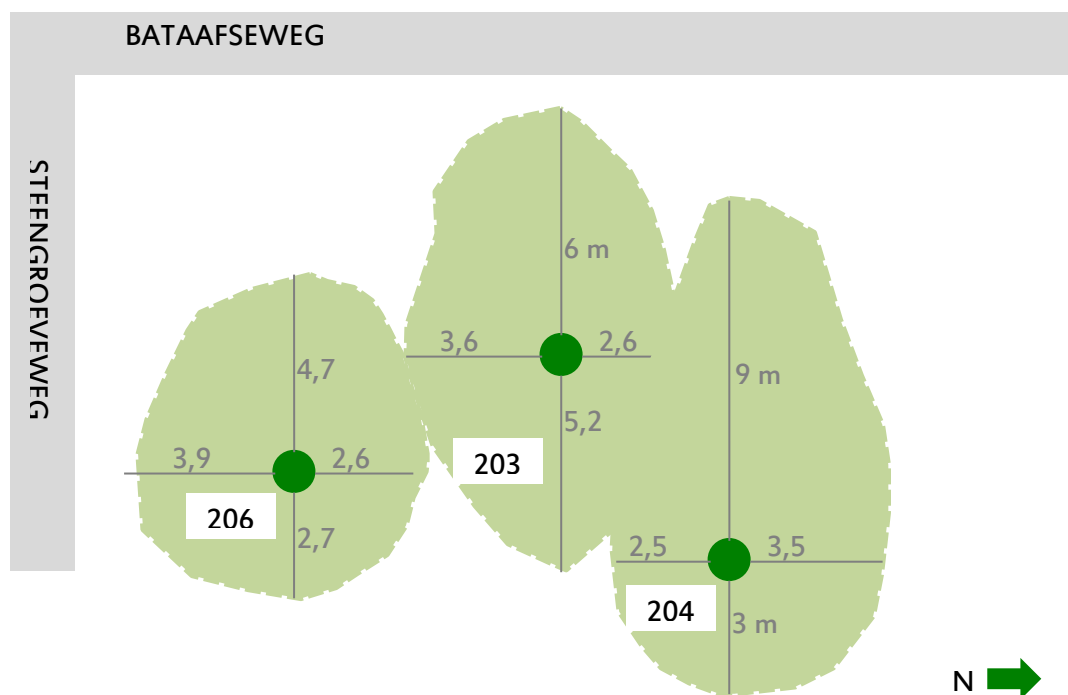 BATAAFSEWEG
STEENGROEVEWEG
6 m
3,6
2,6
4,7
9 m
5,2
203
3,9
2,6
206
2,7
2,5
3,5
204
3 m
N